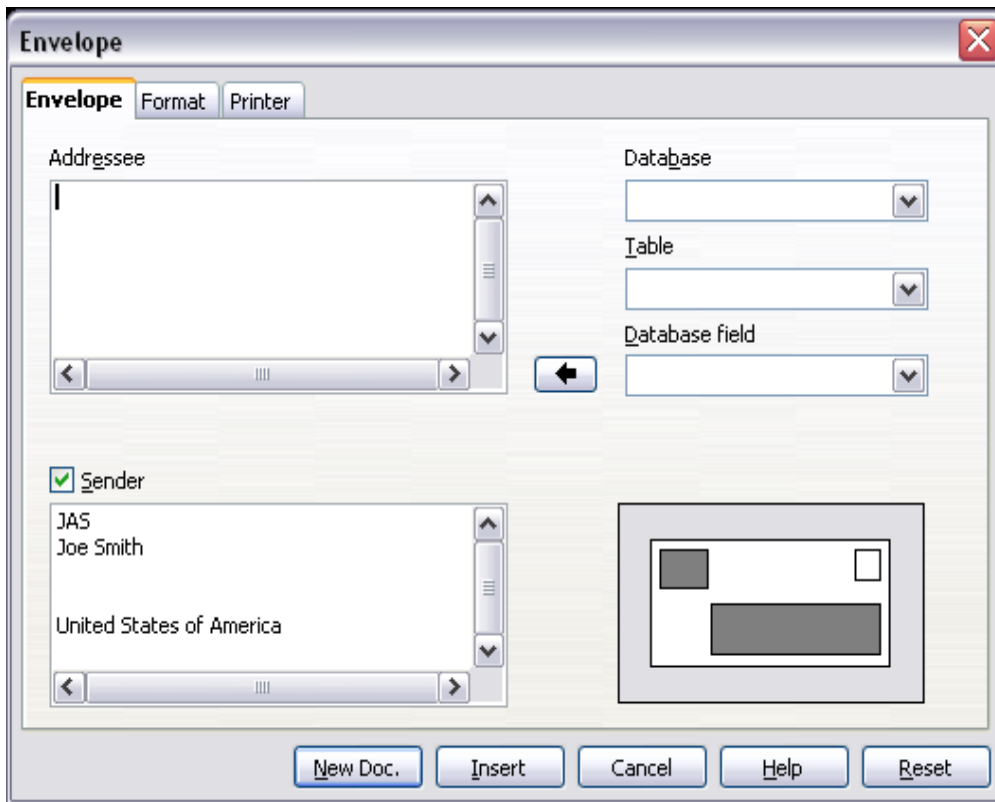 Envelope
Envelope Format Printer
Addressee Database
Table
Database field
Sender
JAS
Joe Smith
United States of America
New Doc. Insert Cancel Help Reset